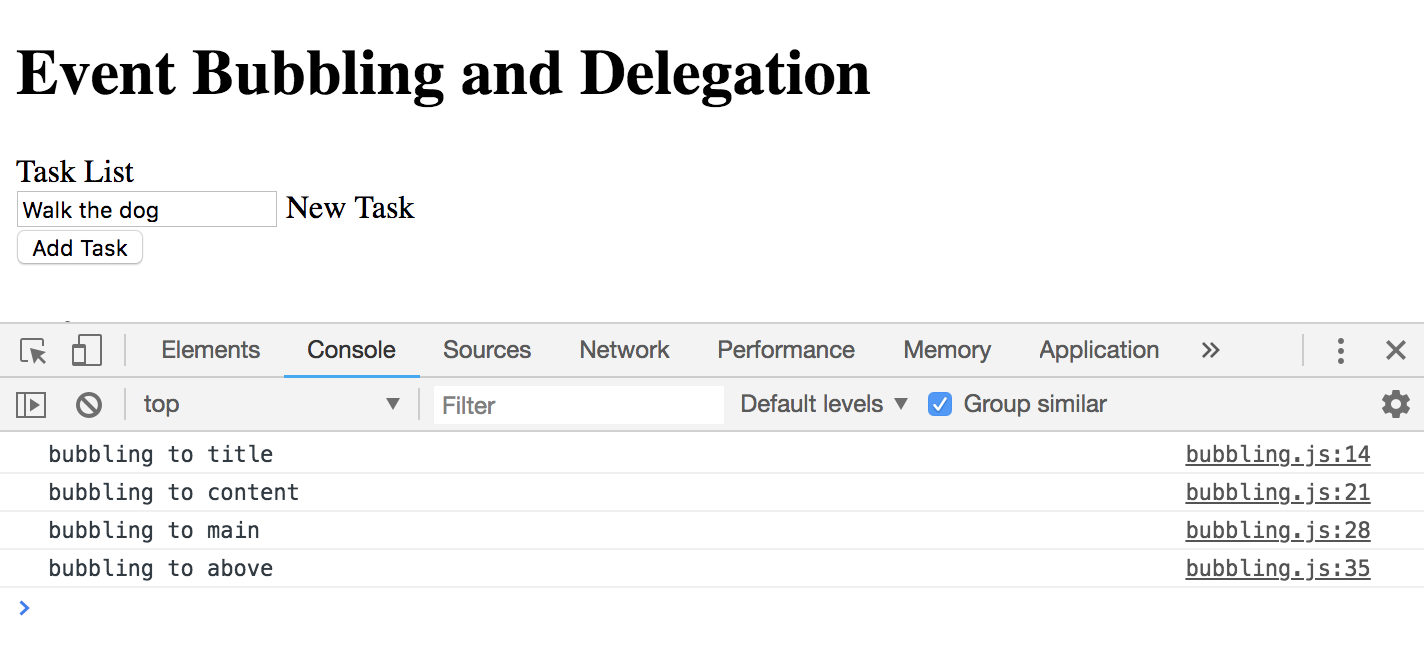 Event Bubbling and Delegation
Task List
Walk the dog New Task
Add Task
Elements Console Sources Network Performance Memory Application
top Filter Default levels Group similar
bubbling to title bubbling.js:14
bubbling to content bubbling.js:21
bubbling to main bubbling.js:28
bubbling to above bubbling.js:35